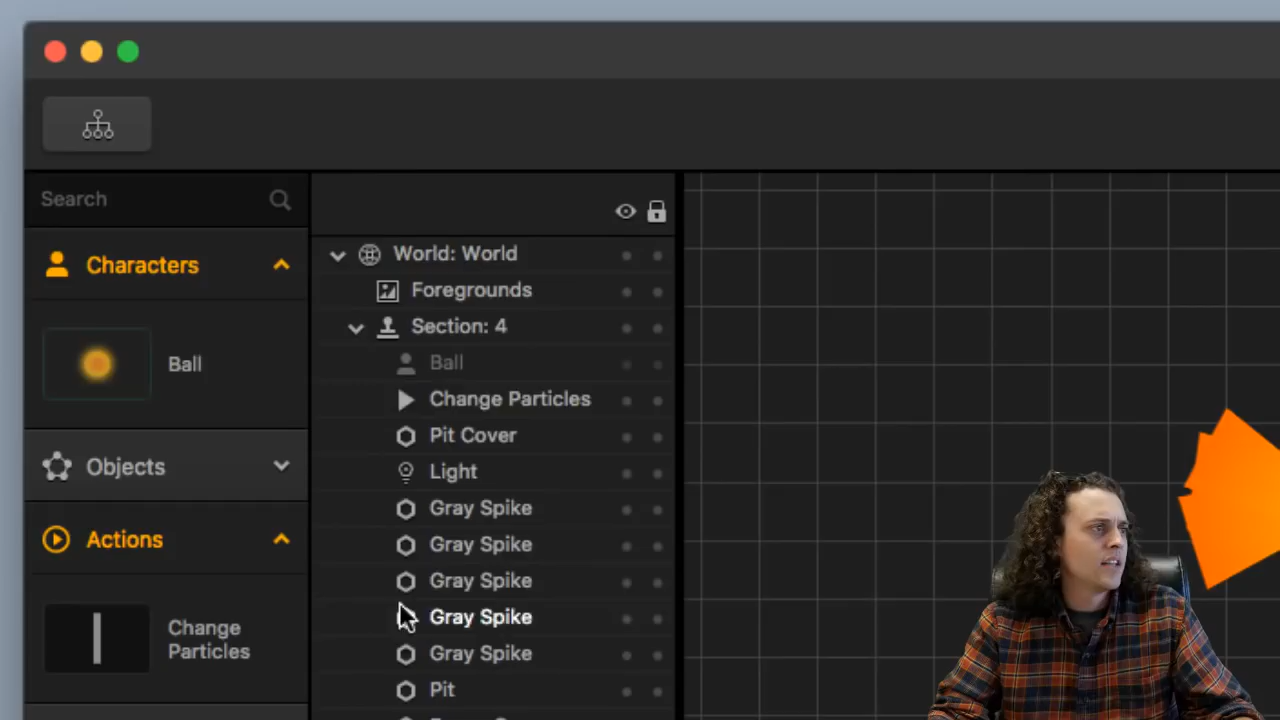 Search
Characters
Ball
Objects
Actions
Change
Particles
World: World
Foregrounds
Section: 4
Ball
Change Particles
Pit Cover
Light
Gray Spike
Gray Spike
Gray Spike
Gray Spike
Gray Spike
Pit